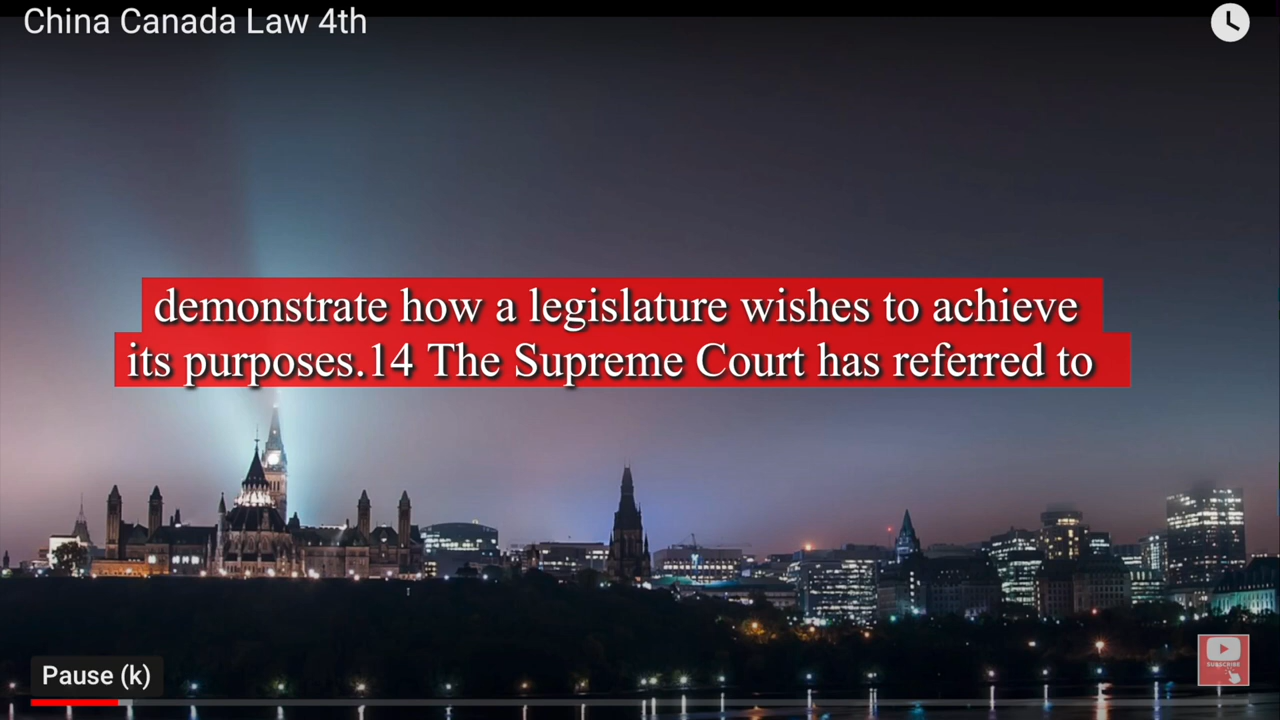 China Canada Law 4th
demonstrate how a legislature wishes to achieve
its purposes.14 The Supreme Court has referred to
Pause (k)
SUBSCRIBE